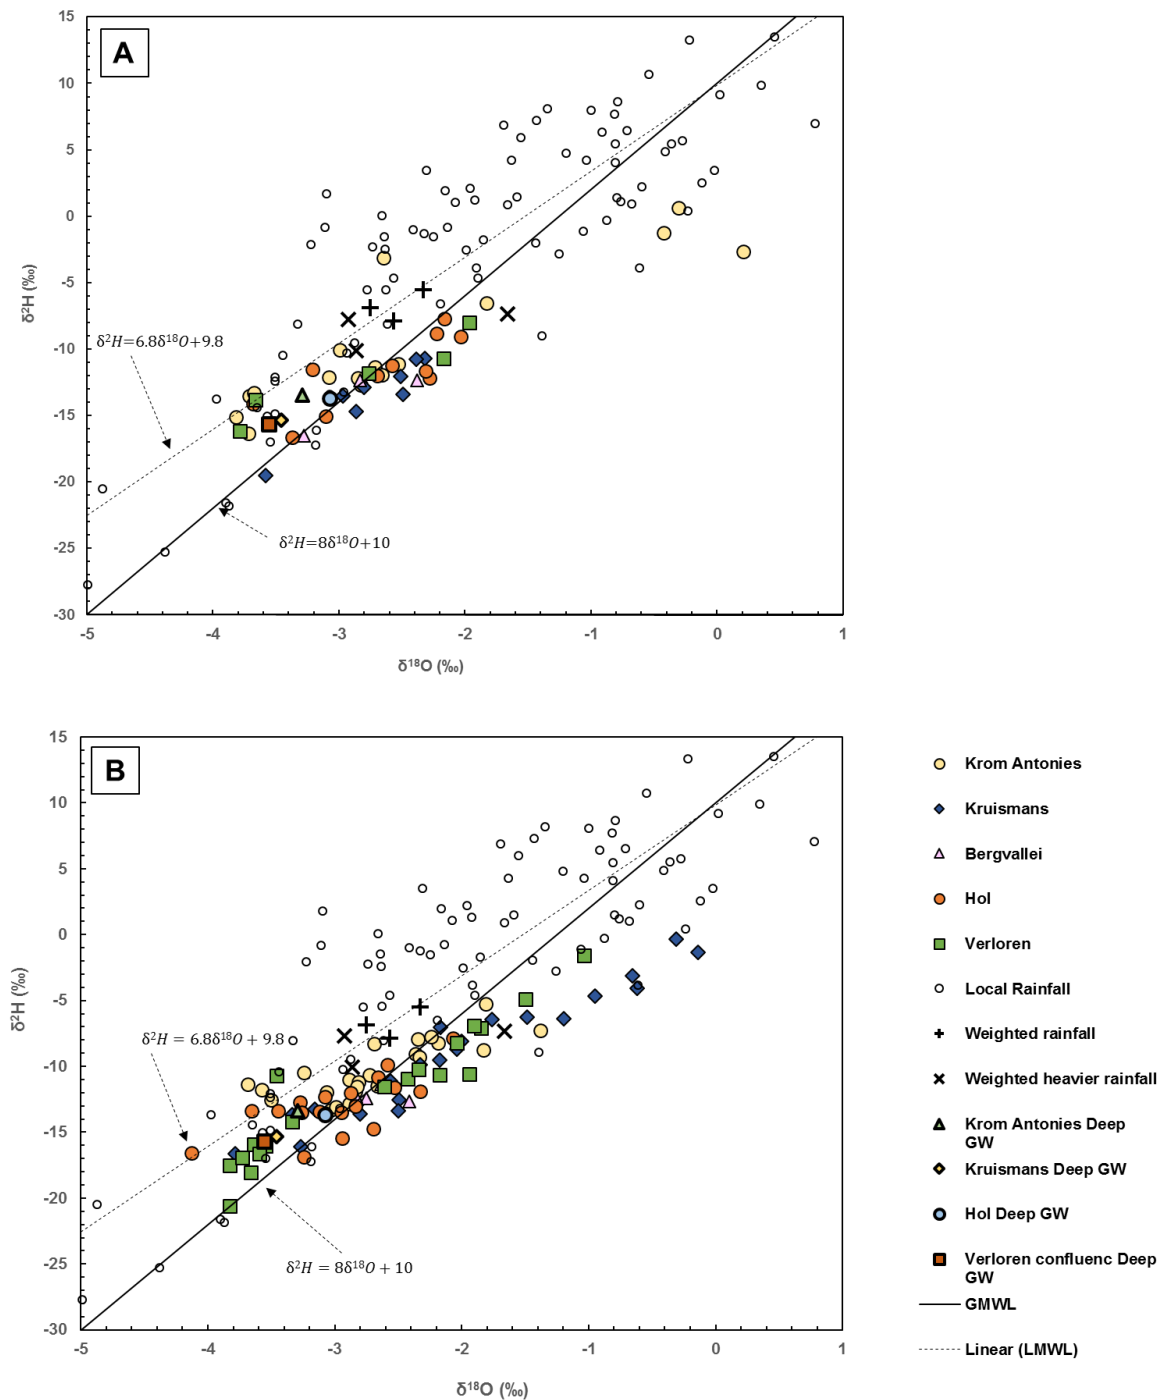 A
15
10
5
0
-5
-10
-15
-20
-25
-30
δ²H (‰)
δ²H=6.8δ¹⁸O+9.8
δ²H=8δ¹⁸O+10
-5 -4 -3 -2 -1 0 1
δ¹⁸O (‰)
B
15
10
5
0
-5
-10
-15
-20
-25
-30
δ²H (‰)
δ²H = 6.8δ¹⁸O + 9.8
δ²H = 8δ¹⁸O + 10
-5 -4 -3 -2 -1 0 1
δ¹⁸O (‰)
Krom Antonies
Kruismans
Bergvallei
Hol
Verloren
Local Rainfall
Weighted rainfall
Weighted heavier rainfall
Krom Antonies Deep
GW
Kruismans Deep GW
Hol Deep GW
Verloren confluenc Deep
GW
GMWL
Linear (LMWL)